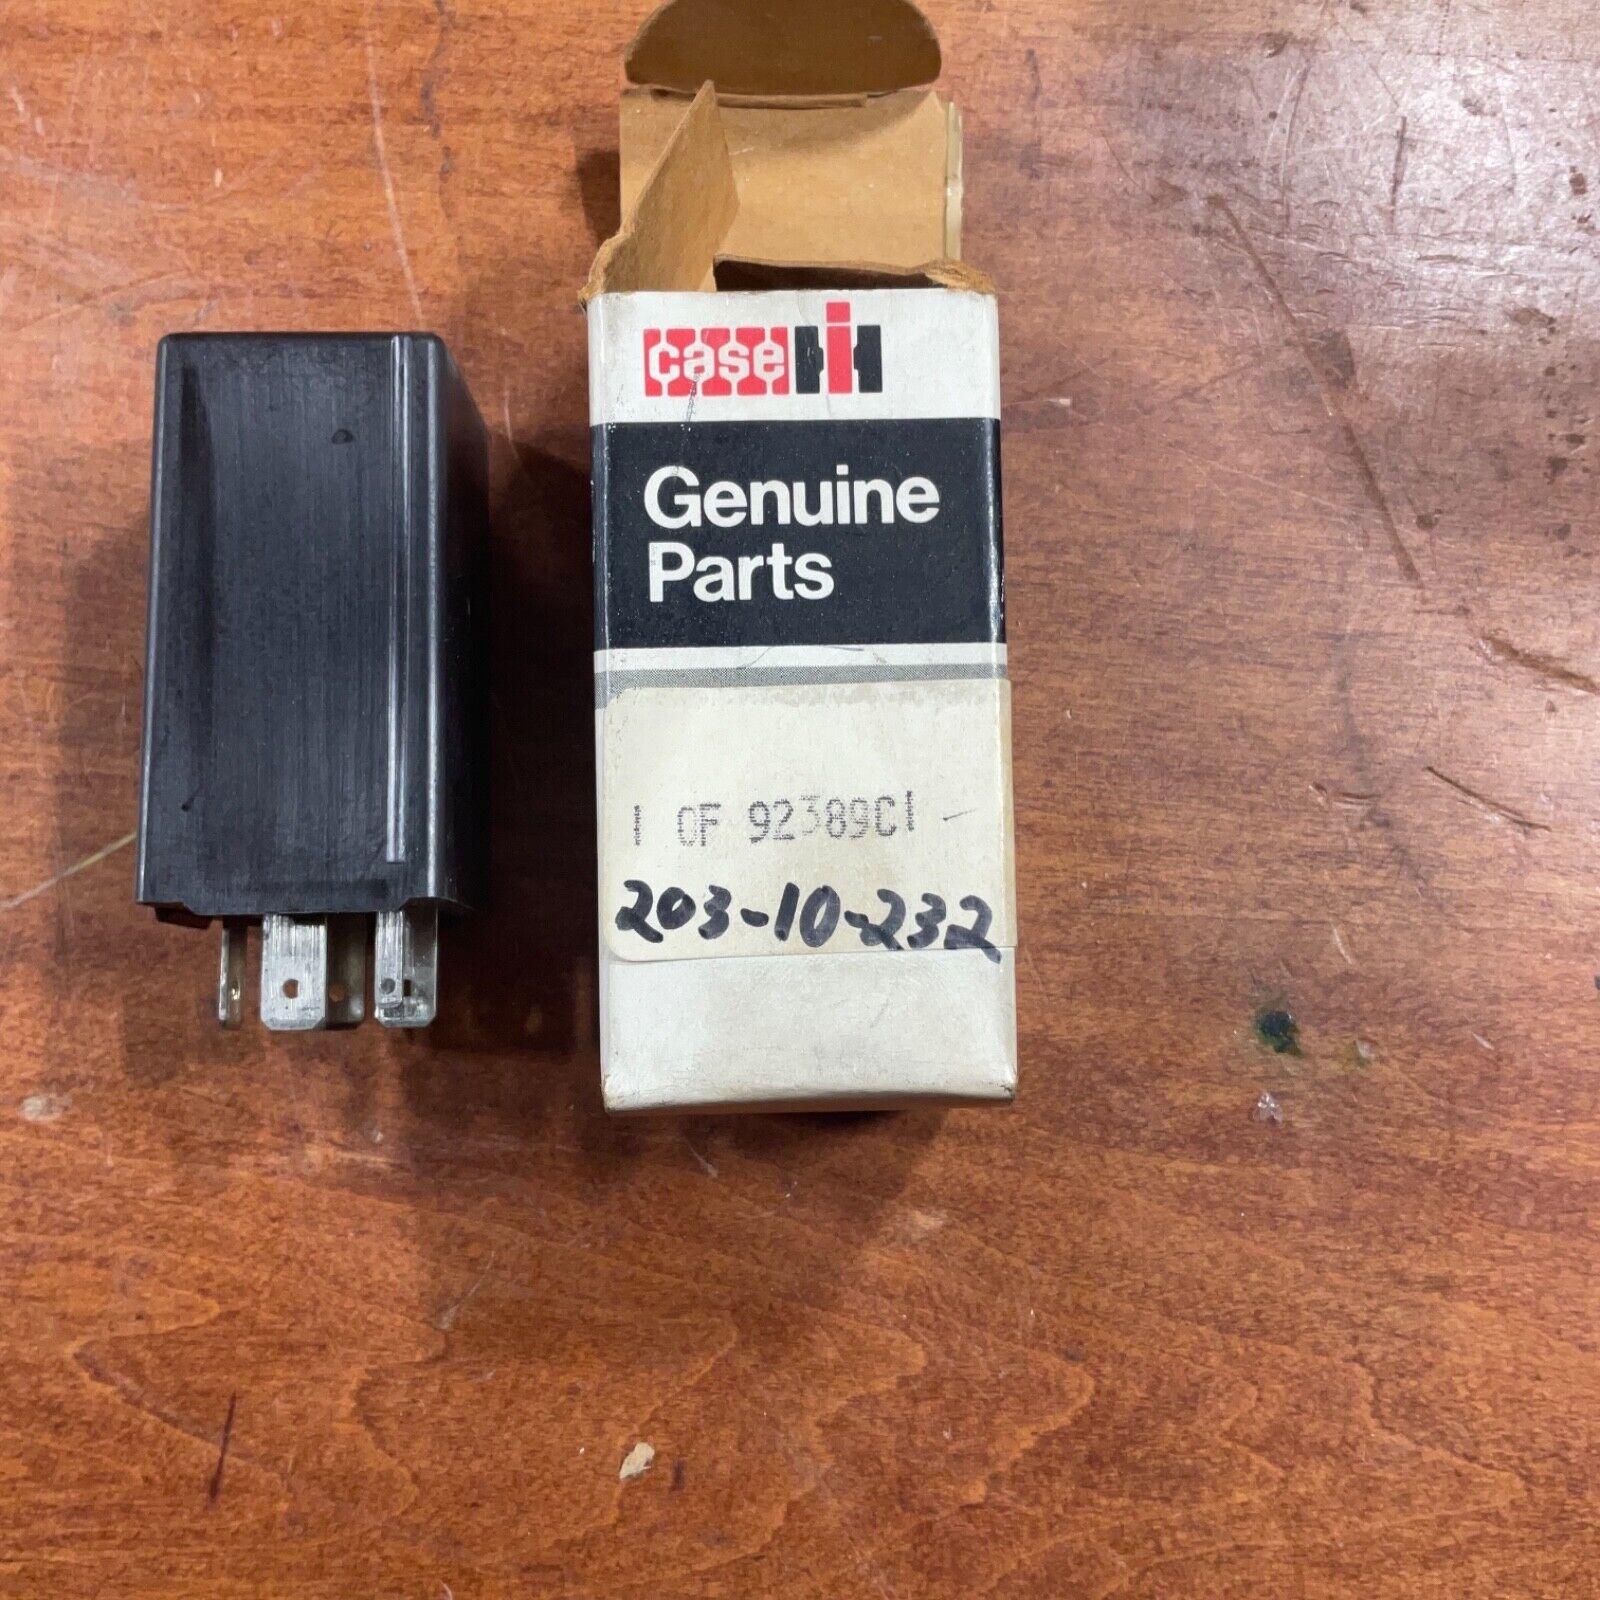 case IH
Genuine
Parts
1 OF 92389C1
203-10-232